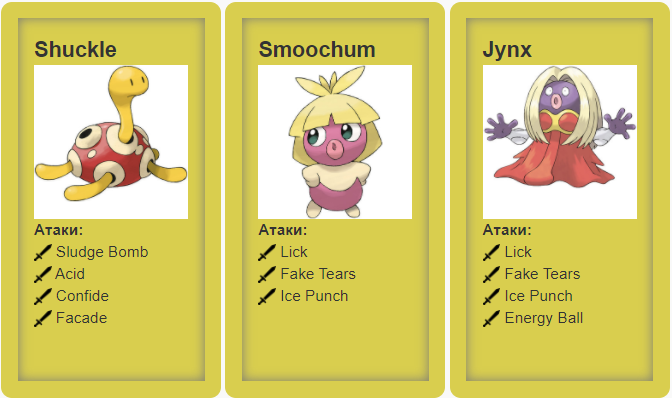 Shuckle
Атаки:
Sludge Bomb
Acid
Confide
Facade
Smoochum
Атаки:
Lick
Fake Tears
Ice Punch
Jynx
Атаки:
Lick
Fake Tears
Ice Punch
Energy Ball